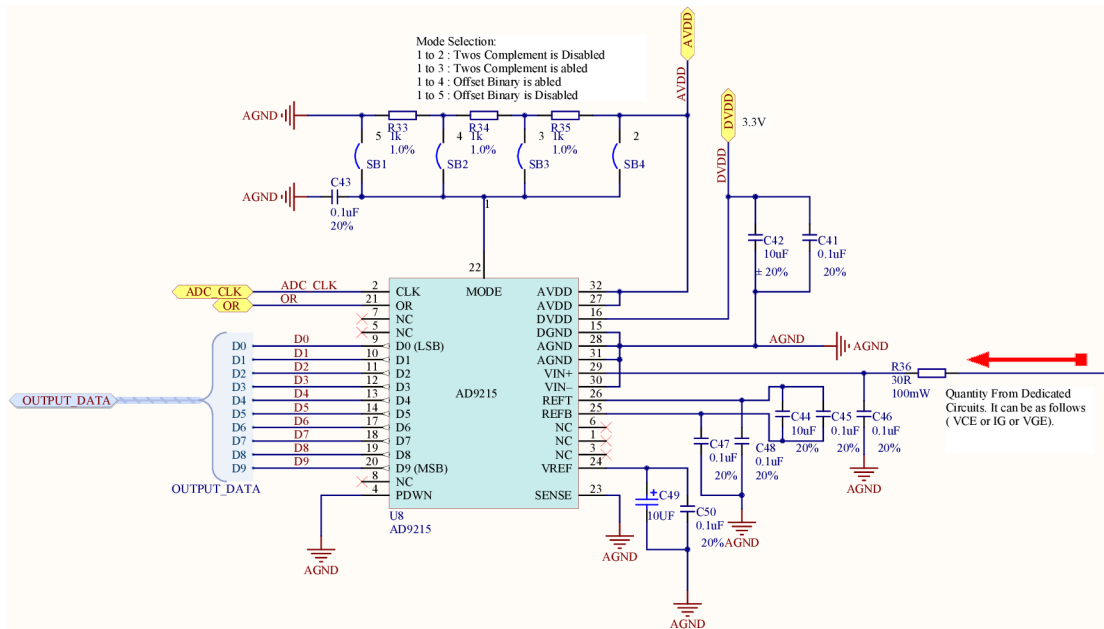 Mode Selection:
1 to 2 : Twos Complement is Disabled
1 to 3 : Twos Complement is abled
1 to 4 : Offset Binary is abled
1 to 5 : Offset Binary is Disabled
AVDD
AVDD
DVDD
3.3V
DVDD
AGND
R33
1k
1.0%
R34
1k
1.0%
R35
1k
1.0%
5
SB1
4
SB2
3
SB3
2
SB4
AGND
C43
0.1uF
20%
1
C42
10uF
± 20%
C41
0.1uF
20%
22
MODE
ADC_CLK
ADC_CLK
2
CLK
OR
OR
21
OR
7
NC
5
NC
D0
D0
9
D0 (LSB)
D1
D1
10
D1
D2
D2
11
D2
D3
D3
12
D3
D4
D4
13
D4
D5
D5
14
D5
D6
D6
17
D6
D7
D7
18
D7
D8
D8
19
D8
D9
D9
20
D9 (MSB)
8
NC
4
PDWN
OUTPUT_DATA
OUTPUT_DATA
AD9215
AVDD
32
AVDD
27
DVDD
16
DGND
15
AGND
28
AGND
31
VIN+
29
VIN–
30
REFT
26
REFB
25
NC
6
NC
1
NC
3
VREF
24
SENSE
23
U8
AD9215
AGND
AGND
R36
30R
100mW
Quantity From Dedicated
Circuits. It can be as follows
( VCE or IG or VGE).
C44
10uF
20%
C45
0.1uF
20%
C46
0.1uF
20%
AGND
C47
0.1uF
20%
C48
0.1uF
20%
AGND
C49
10UF
+
C50
0.1uF
20%
AGND
AGND
AGND